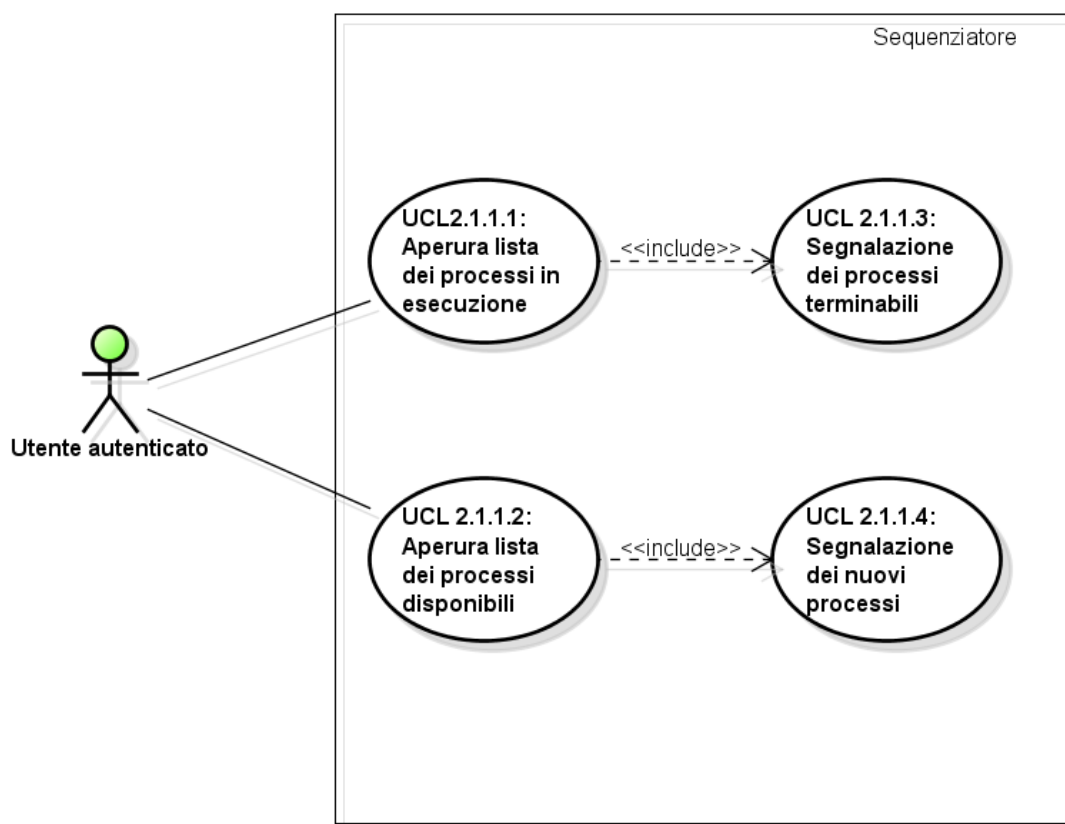 Sequenziatore
UCL2.1.1.1:
Aperura lista
dei processi in
esecuzione
<<include>>
UCL 2.1.1.3:
Segnalazione
dei processi
terminabili
Utente autenticato
UCL 2.1.1.2:
Aperura lista
dei processi
disponibili
<<include>>
UCL 2.1.1.4:
Segnalazione
dei nuovi
processi